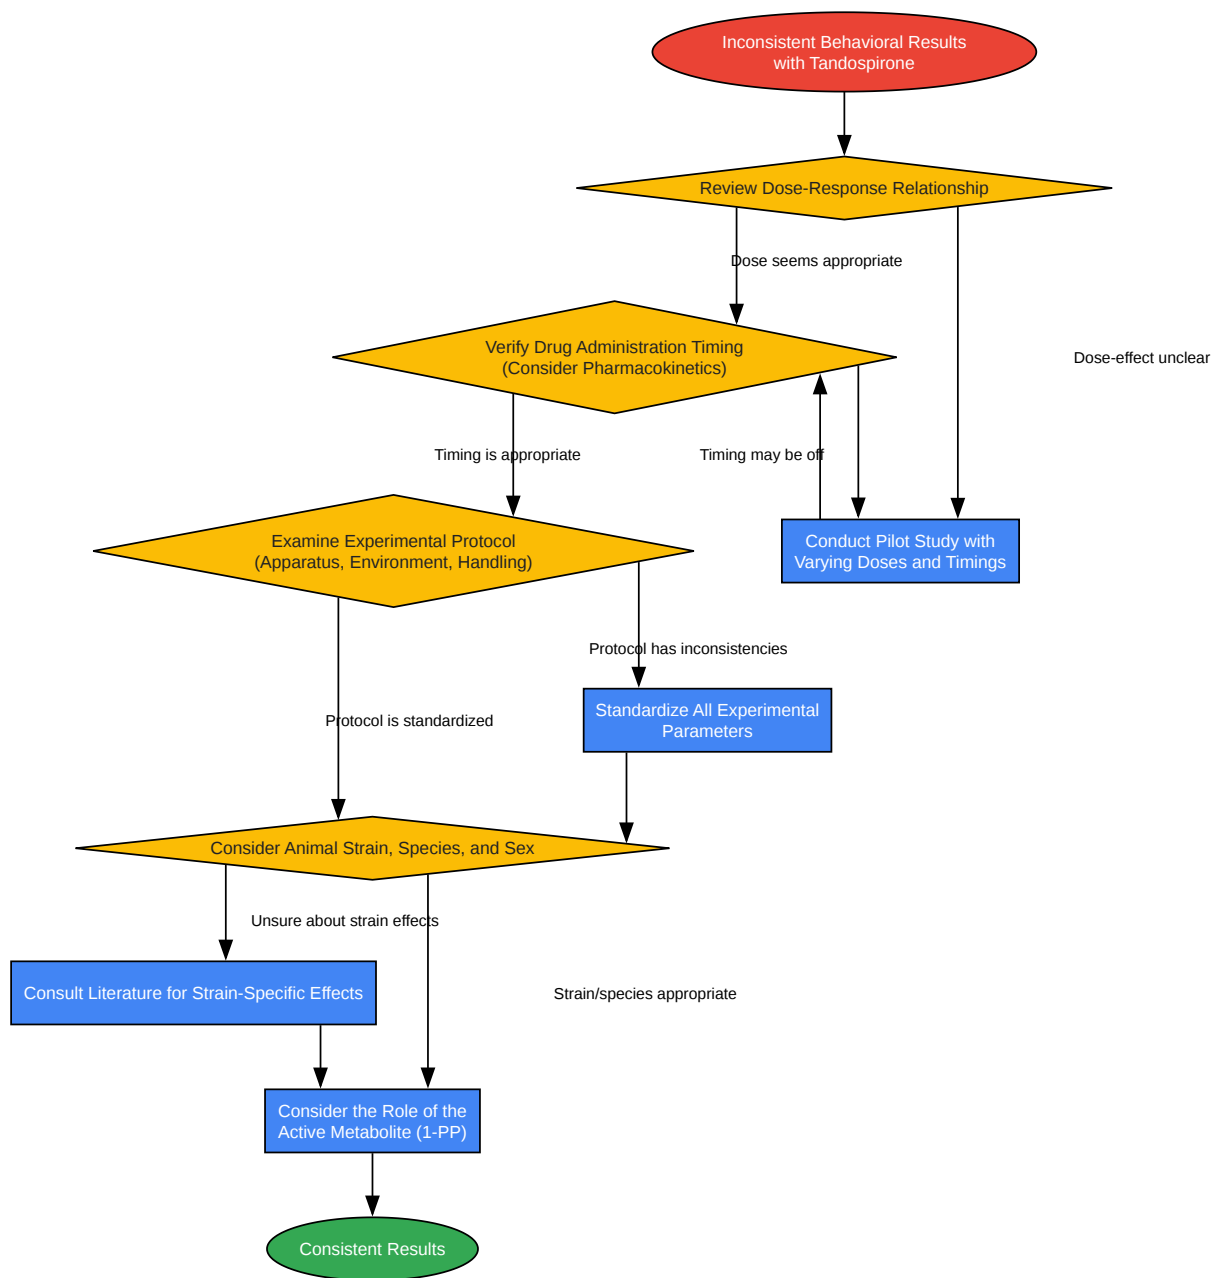 Inconsistent Behavioral Results
with Tandospirone
Review Dose-Response Relationship
Dose seems appropriate
Verify Drug Administration Timing
(Consider Pharmacokinetics)
Dose-effect unclear
Timing is appropriate
Timing may be off
Examine Experimental Protocol
(Apparatus, Environment, Handling)
Conduct Pilot Study with
Varying Doses and Timings
Protocol has inconsistencies
Standardize All Experimental
Parameters
Protocol is standardized
Consider Animal Strain, Species, and Sex
Unsure about strain effects
Consult Literature for Strain-Specific Effects
Strain/species appropriate
Consider the Role of the
Active Metabolite (1-PP)
Consistent Results